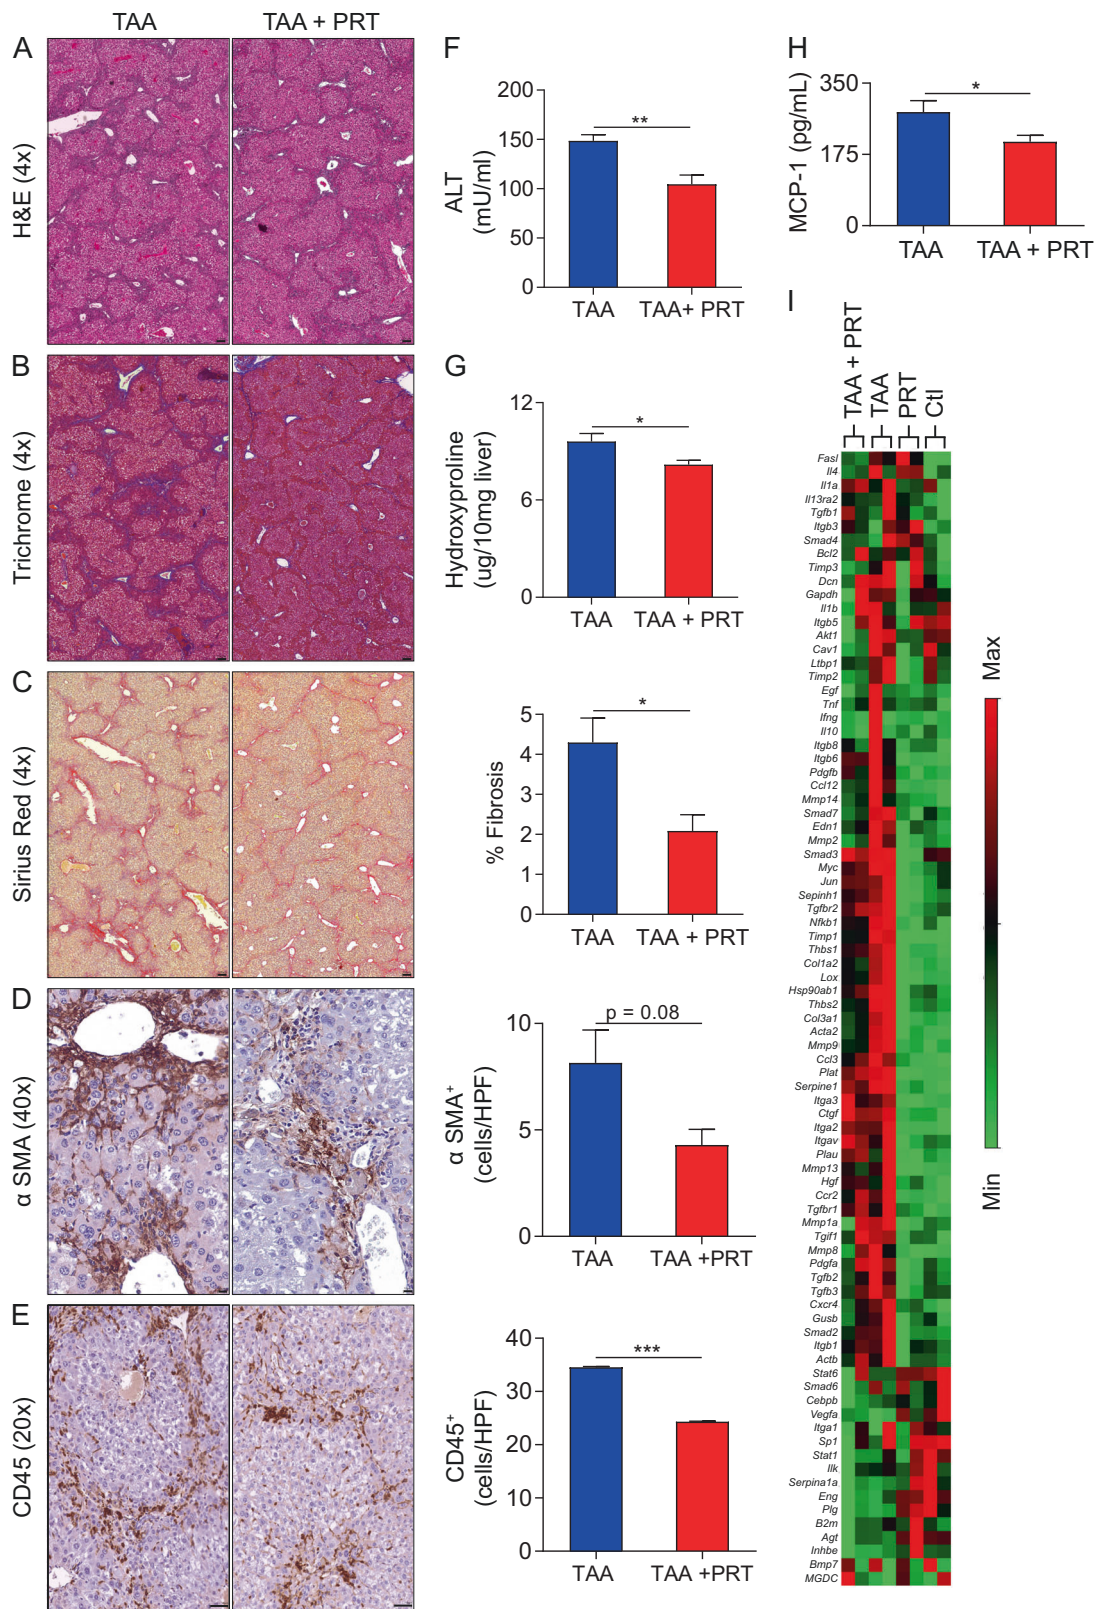 TAA
TAA + PRT
A
H&E (4x)
B
Trichrome (4x)
C
Sirius Red (4x)
D
α SMA (40x)
E
CD45 (20x)
F
ALT
(mU/ml)
200
150
100
50
0
**
TAA
TAA+ PRT
G
Hydroxyproline
(ug/10mg liver)
12
6
0
*
TAA
TAA + PRT
% Fibrosis
5
4
3
2
1
0
*
TAA
TAA + PRT
α SMA⁺
(cells/HPF)
10
5
0
p = 0.08
TAA
TAA +PRT
CD45⁺
(cells/HPF)
40
30
20
10
0
***
TAA
TAA +PRT
H
MCP-1 (pg/mL)
350
175
0
*
TAA
TAA + PRT
I
TAA + PRT
TAA
PRT
Ctl
Fasl
Il4
Il1a
Il13ra2
Tgfb1
Itgb3
Smad4
Bcl2
Timp3
Dcn
Gapdh
Il1b
Itgb5
Akt1
Cav1
Ltbp1
Timp2
Egf
Tnf
Ifng
Il10
Itgb8
Itgb6
Pdgfb
Ccl12
Mmp14
Smad7
Edn1
Mmp2
Smad3
Myc
Jun
Sepinh1
Tgfbr2
Nfkb1
Timp1
Thbs1
Col1a2
Lox
Hsp90ab1
Thbs2
Col3a1
Acta2
Mmp9
Ccl3
Plat
Serpine1
Itga3
Ctgf
Itga2
Itgav
Plau
Mmp13
Hgf
Ccr2
Tgfbr1
Mmp1a
Tgif1
Mmp8
Pdgfa
Tgfb2
Tgfb3
Cxcr4
Gusb
Smad2
Itgb1
Actb
Stat6
Smad6
Cebpb
Vegfa
Itga1
Sp1
Stat1
Ilk
Serpina1a
Eng
Plg
B2m
Agt
Inhbe
Bmp7
MGDC
Max
Min